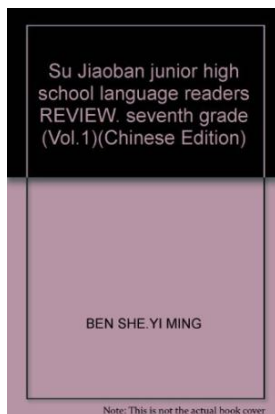 Su Jiaoban junior high
school language readers
REVIEW. seventh grade
(Vol.1)(Chinese Edition)
BEN SHE.YI MING
Note: This is not the actual book cover